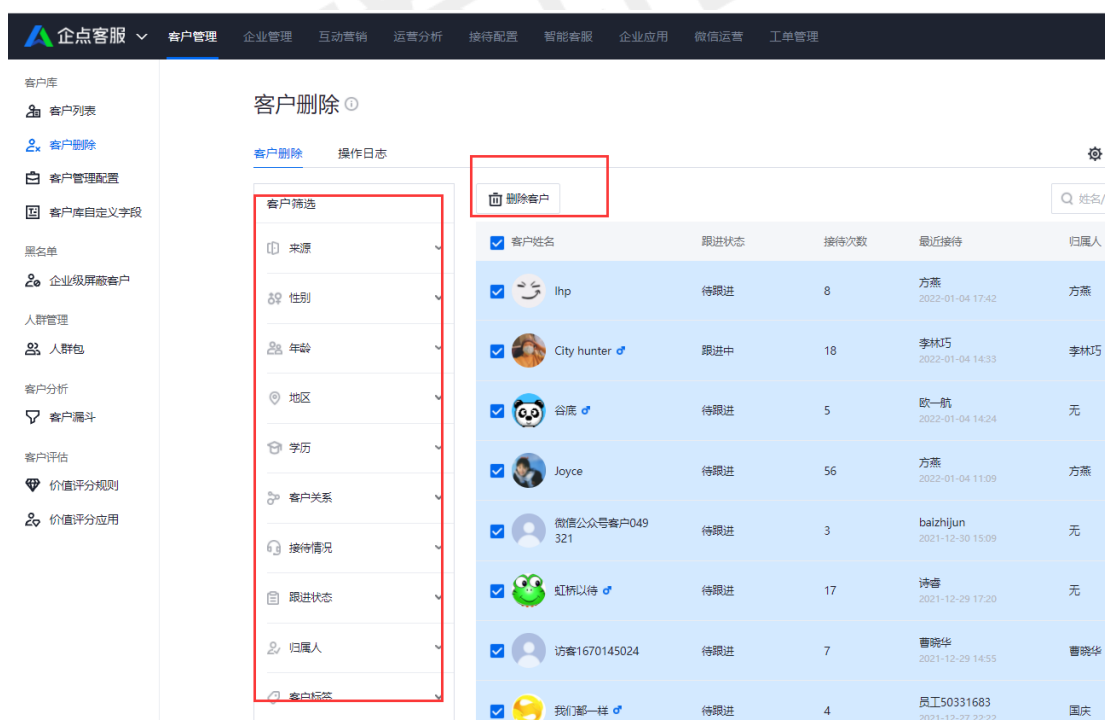 企点客服 客户管理 企业管理 互动营销 运营分析 接待配置 智能客服 企业应用 微信运营 工单管理
客户库
客户列表
客户删除
客户管理配置
客户库自定义字段
黑名单
企业级屏蔽客户
人群管理
人群包
客户分析
客户漏斗
客户评估
价值评分规则
价值评分应用
客户删除
客户删除 操作日志
客户筛选
来源
性别
年龄
地区
学历
客户关系
接待情况
跟进状态
归属人
客户标签
删除客户
姓名/
客户姓名 跟进状态 接待次数 最近接待 归属人
lhp 待跟进 8 方燕 方燕
2022-01-04 17:42
City hunter 跟进中 18 李林巧 李林巧
2022-01-04 14:33
谷底 待跟进 5 欧一航 无
2022-01-04 14:24
Joyce 待跟进 56 方燕 方燕
2022-01-04 11:09
微信公众号客户049
321 待跟进 3 baizhijun 无
2021-12-30 15:09
虹桥以待 待跟进 17 诗睿 无
2021-12-29 17:20
访客1670145024 待跟进 7 曹晓华 曹晓华
2021-12-29 14:55
我们都一样 待跟进 4 员工50331683 国庆
2021-12-27 22:22